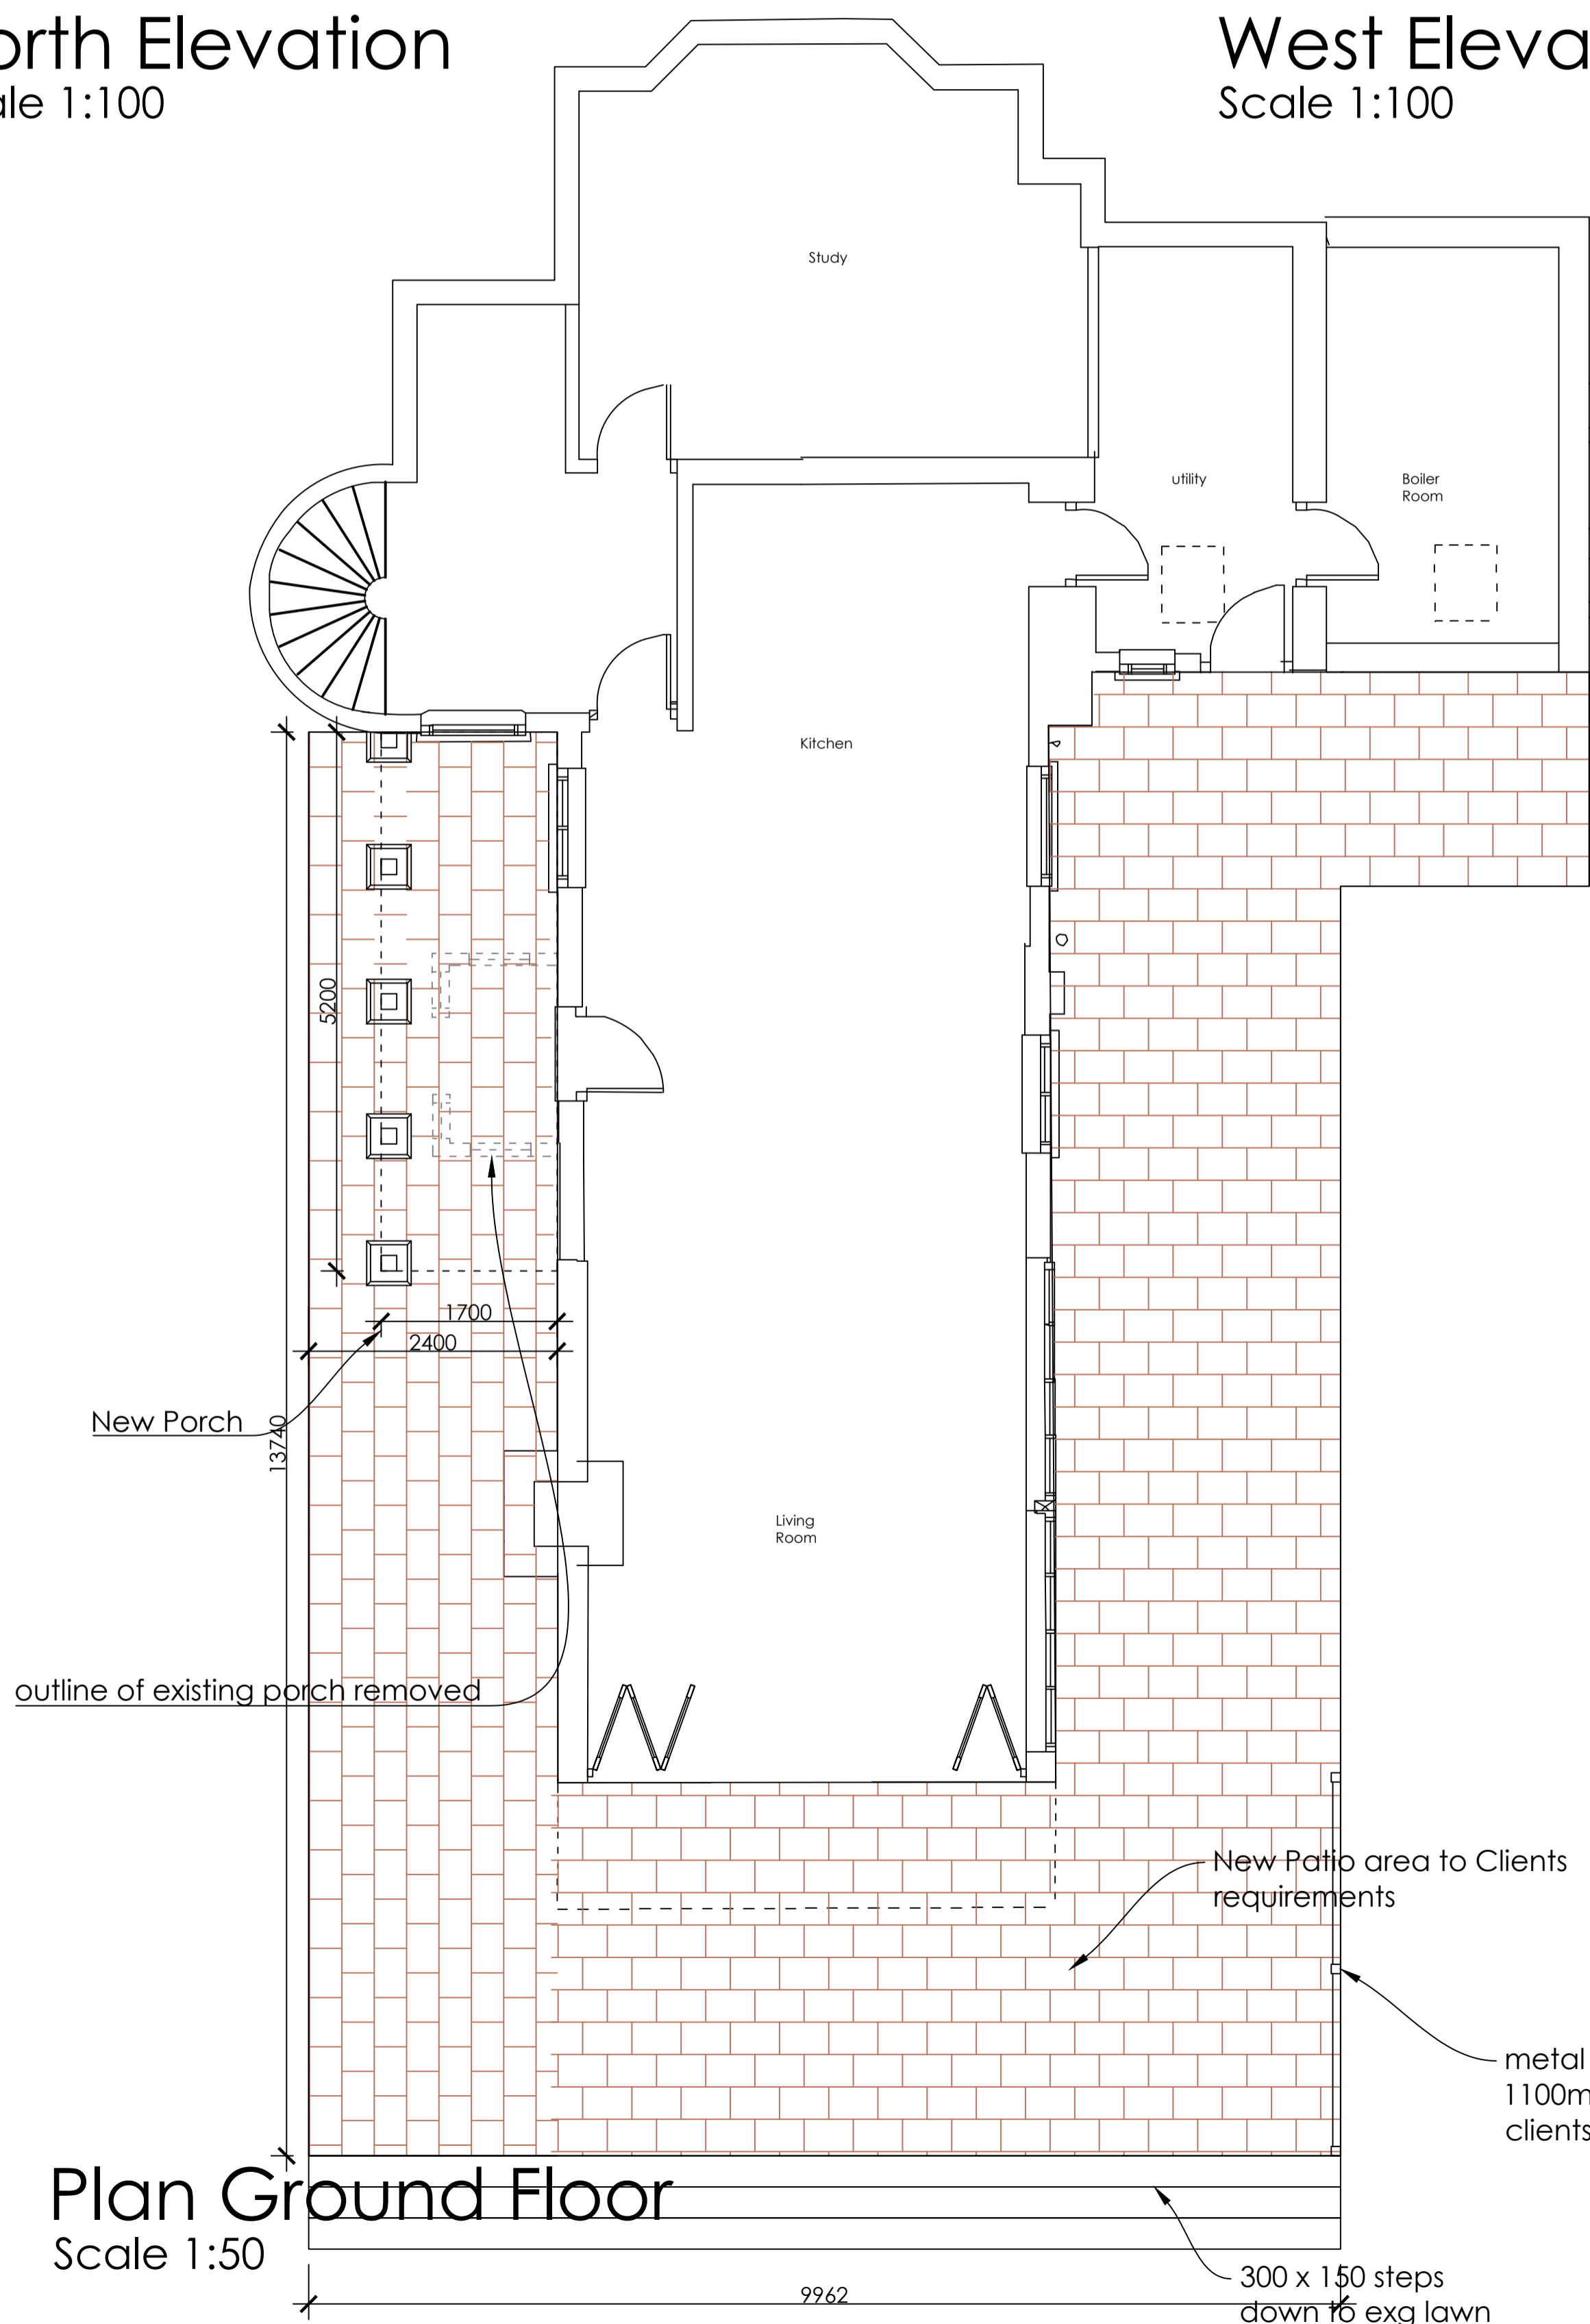 orth Elevation
ale 1:100
West Eleva
Scale 1:100
Study
utility
Boiler
Room
Kitchen
5200
1700
2400
New Porch
13740
Living
Room
outline of existing porch removed
New Patio area to Clients
requirements
metal
1100m
clients
Plan Ground Floor
Scale 1:50
300 x 150 steps
down to exg lawn
9962